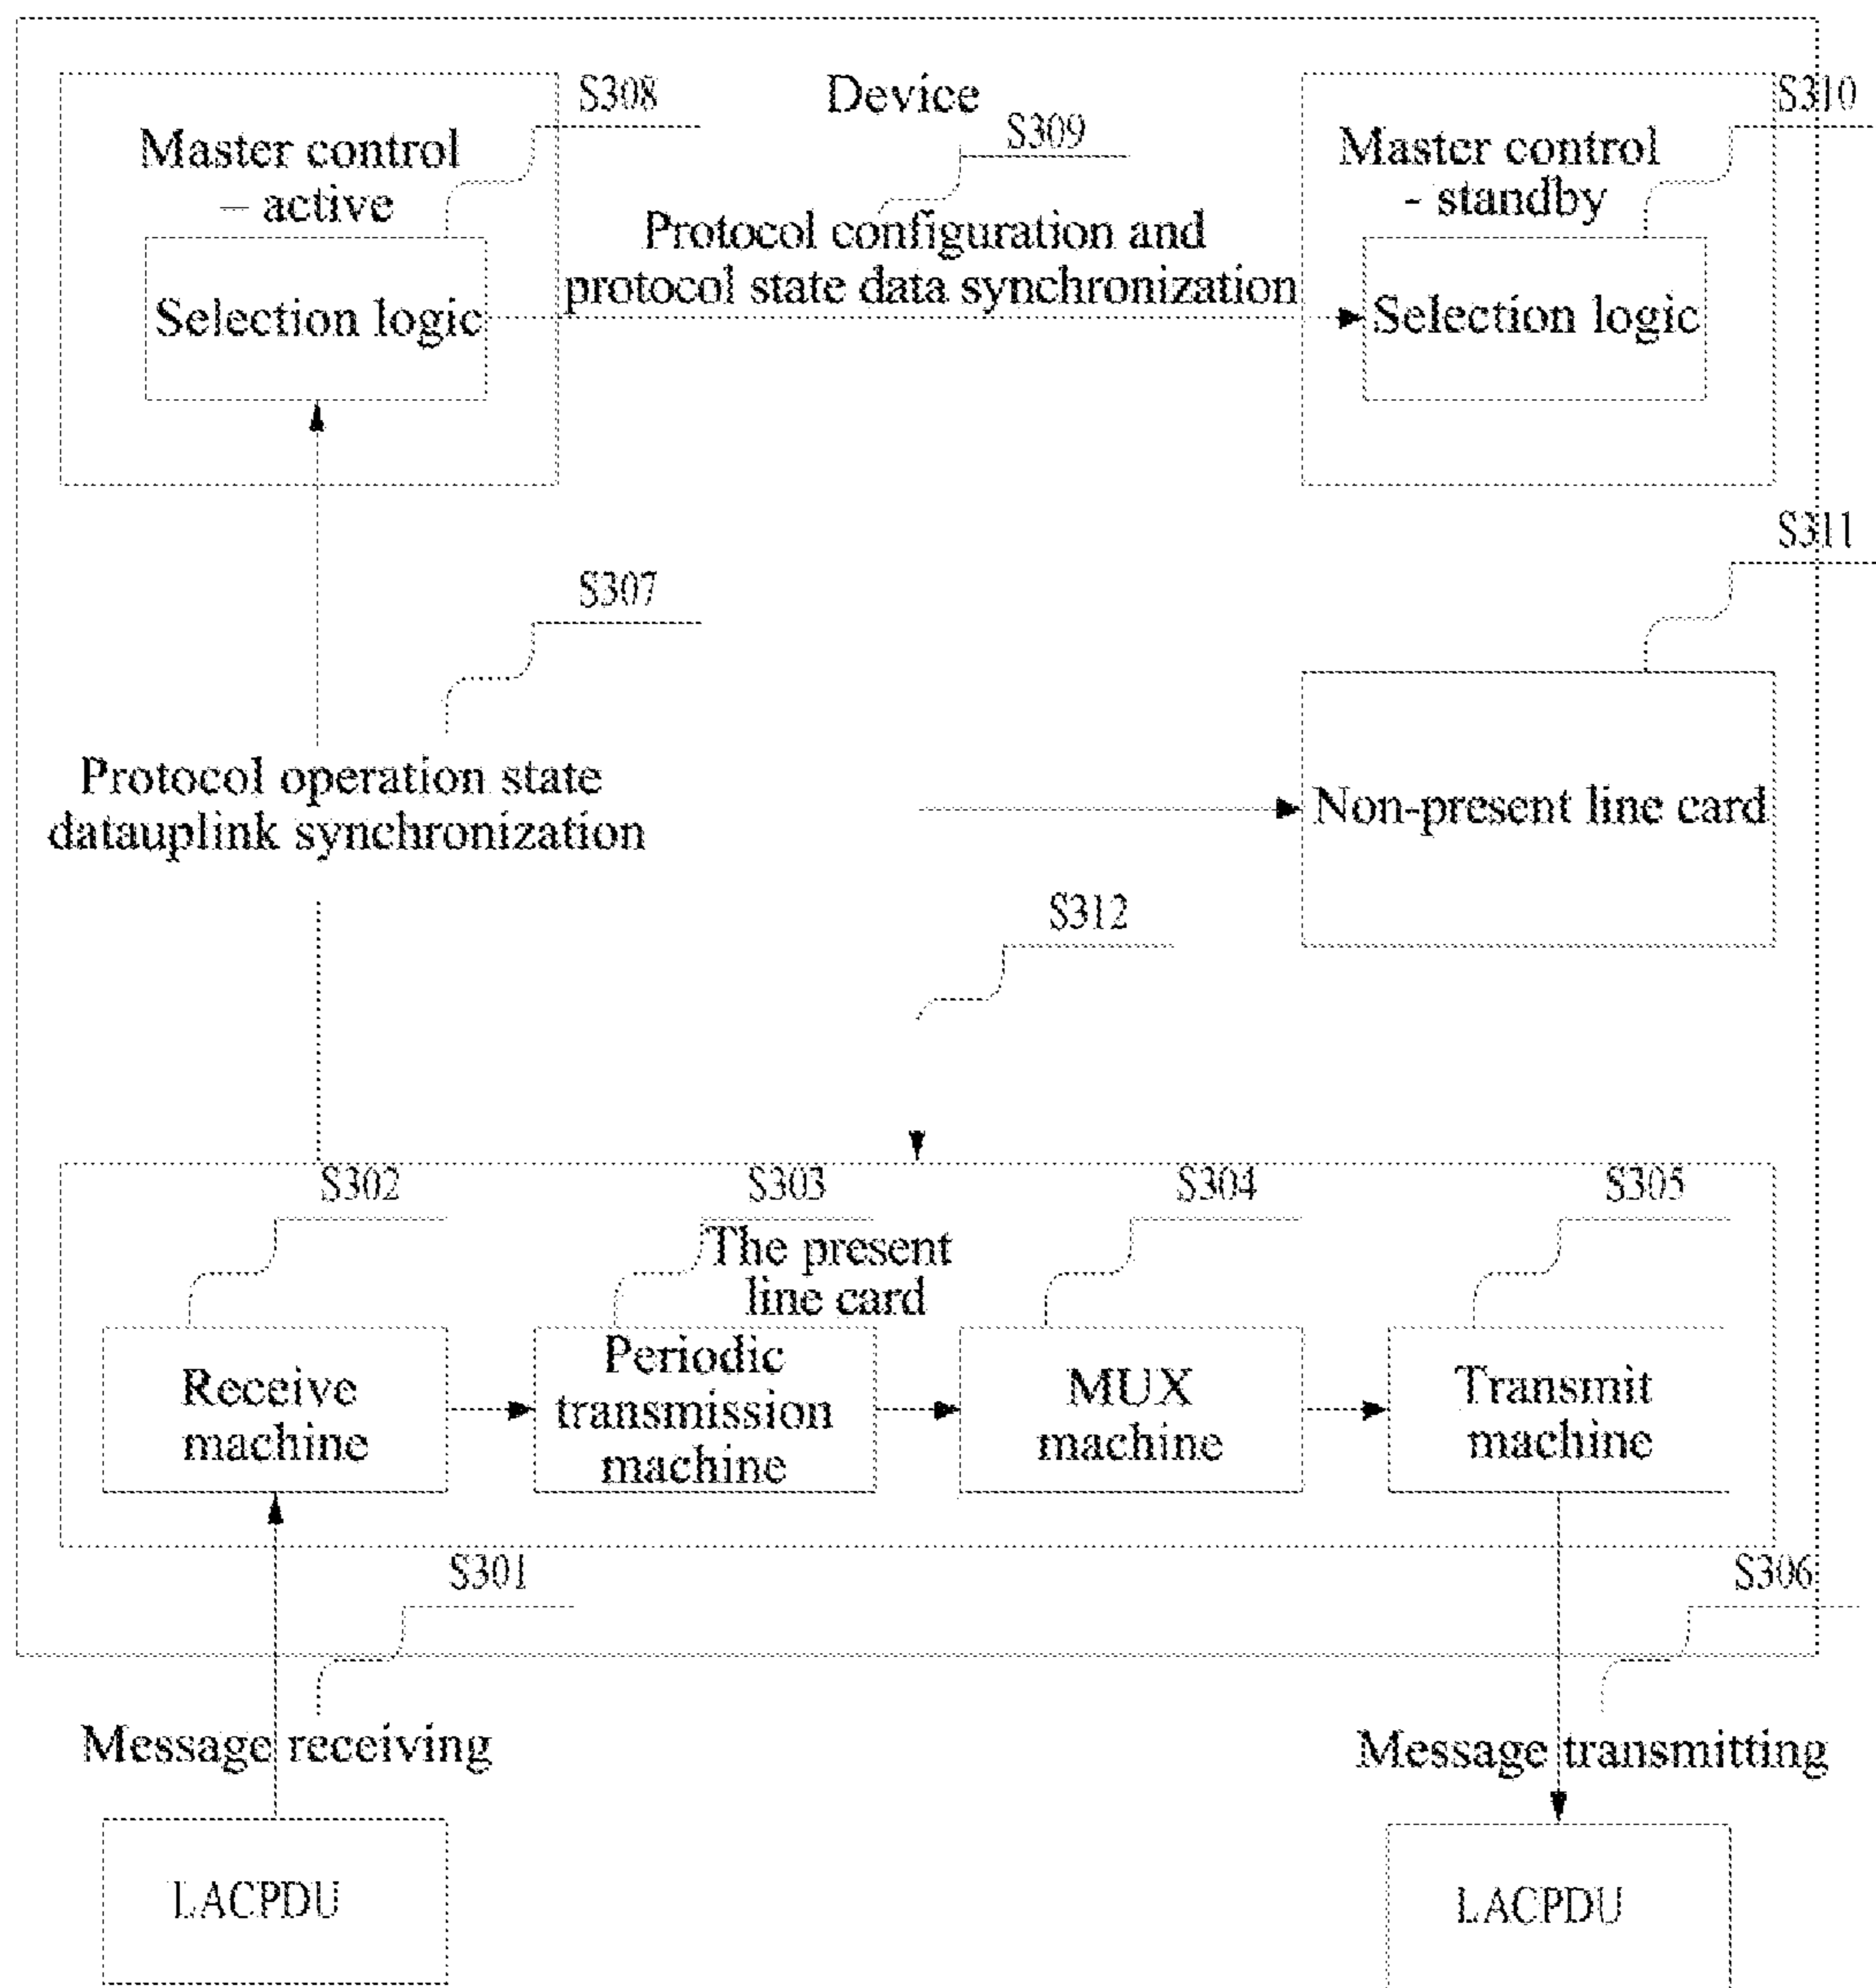 Device
S308
Master control
– active
Selection logic
S309
Protocol configuration and
protocol state data synchronization
S310
Master control
- standby
Selection logic
S311
Non-present line card
S307
Protocol operation state
datauplink synchronization
S312
The present
line card
S302
Receive
machine
S303
Periodic
transmission
machine
S304
MUX
machine
S305
Transmit
machine
S301
Message receiving
LACPDU
S306
Message transmitting
LACPDU